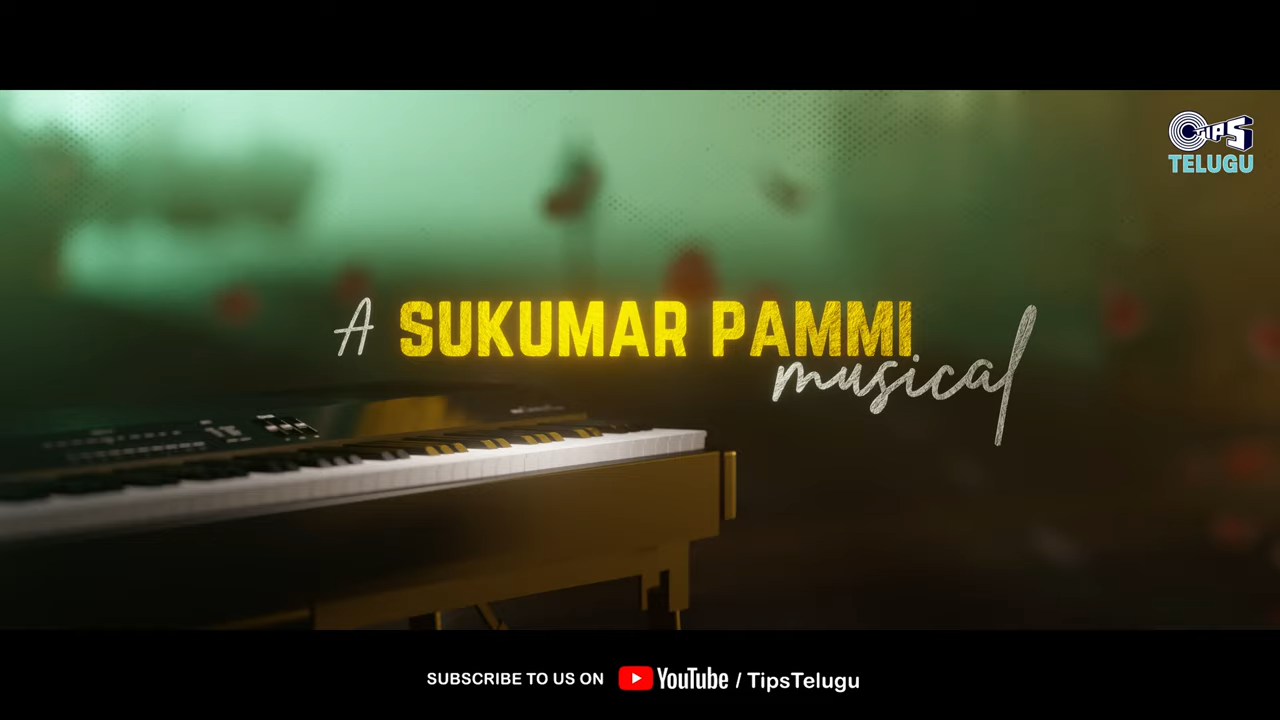 TIPS
TELUGU
A SUKUMAR PAMMI
musical
SUBSCRIBE TO US ON YouTube / TipsTelugu